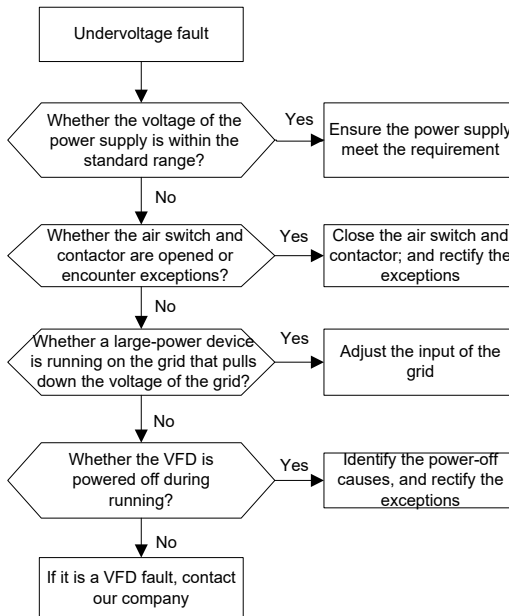 Undervoltage fault
Whether the voltage of the
power supply is within the
standard range?
Yes
Ensure the power supply
meet the requirement
No
Whether the air switch and
contactor are opened or
encounter exceptions?
Yes
Close the air switch and
contactor; and rectify the
exceptions
No
Whether a large-power device
is running on the grid that pulls
down the voltage of the grid?
Yes
Adjust the input of the
grid
No
Whether the VFD is
powered off during
running?
Yes
Identify the power-off
causes, and rectify the
exceptions
No
If it is a VFD fault, contact
our company